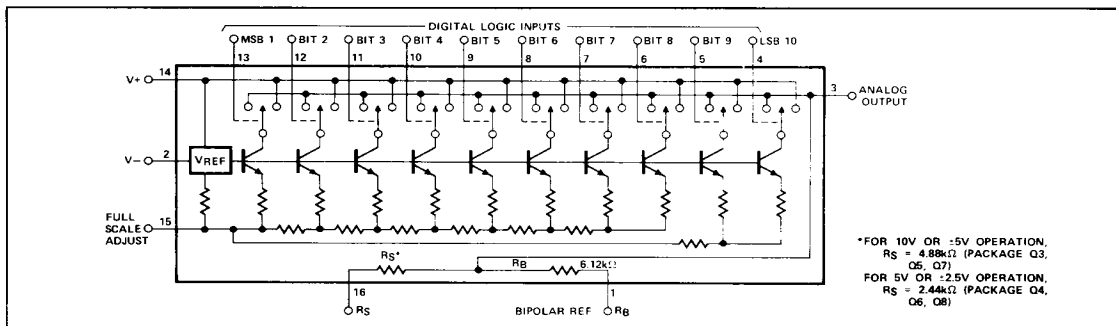 DIGITAL LOGIC INPUTS
MSB 1 BIT 2 BIT 3 BIT 4 BIT 5 BIT 6 BIT 7 BIT 8 BIT 9 LSB 10
13 12 11 10 9 8 7 6 5 4
V+ 14
3 ANALOG
OUTPUT
V− 2 VREF
FULL
SCALE
ADJUST
15
RS* RB 6.12kΩ
16 1
RS BIPOLAR REF RB
*FOR 10V OR ±5V OPERATION,
RS = 4.88kΩ (PACKAGE Q3,
Q5, Q7)
FOR 5V OR ±2.5V OPERATION,
RS = 2.44kΩ (PACKAGE Q4,
Q6, Q8)